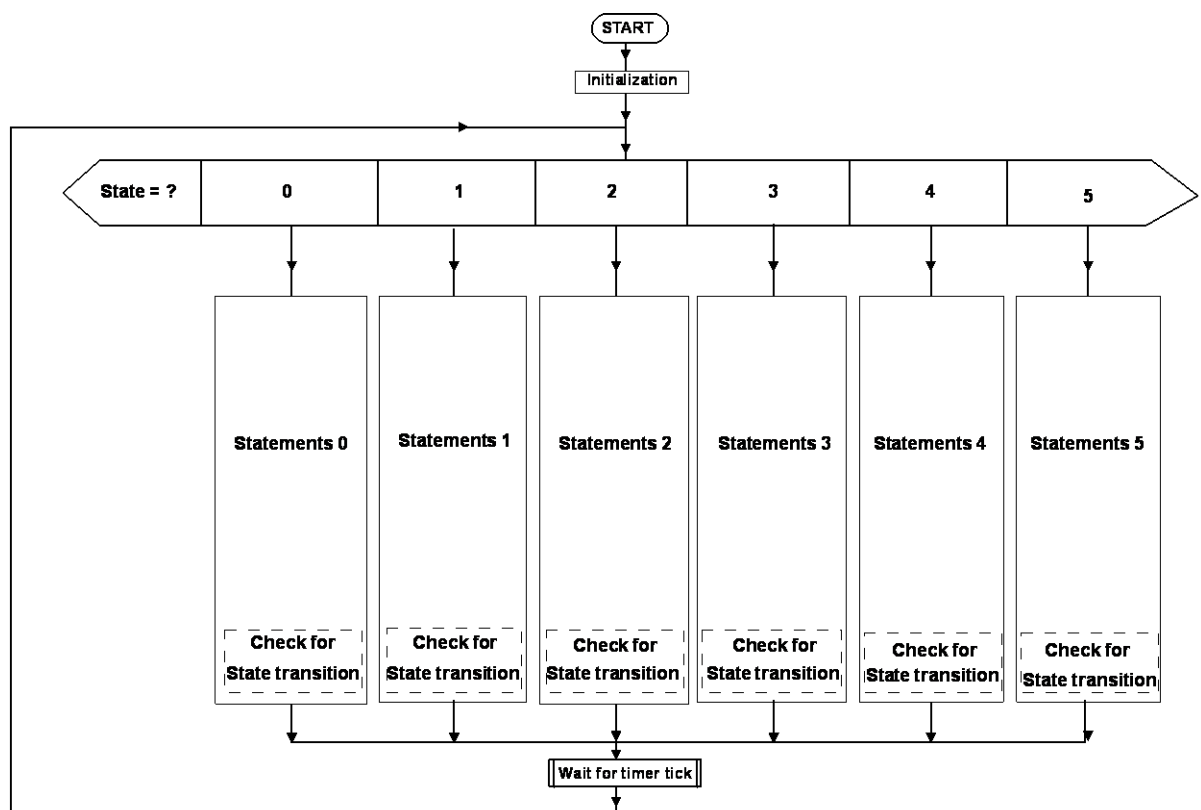 START
Initialization
State = ?
0
1
2
3
4
5
Statements 0
Statements 1
Statements 2
Statements 3
Statements 4
Statements 5
Check for
State transition
Check for
State transition
Check for
State transition
Check for
State transition
Check for
State transition
Check for
State transition
Wait for timer tick